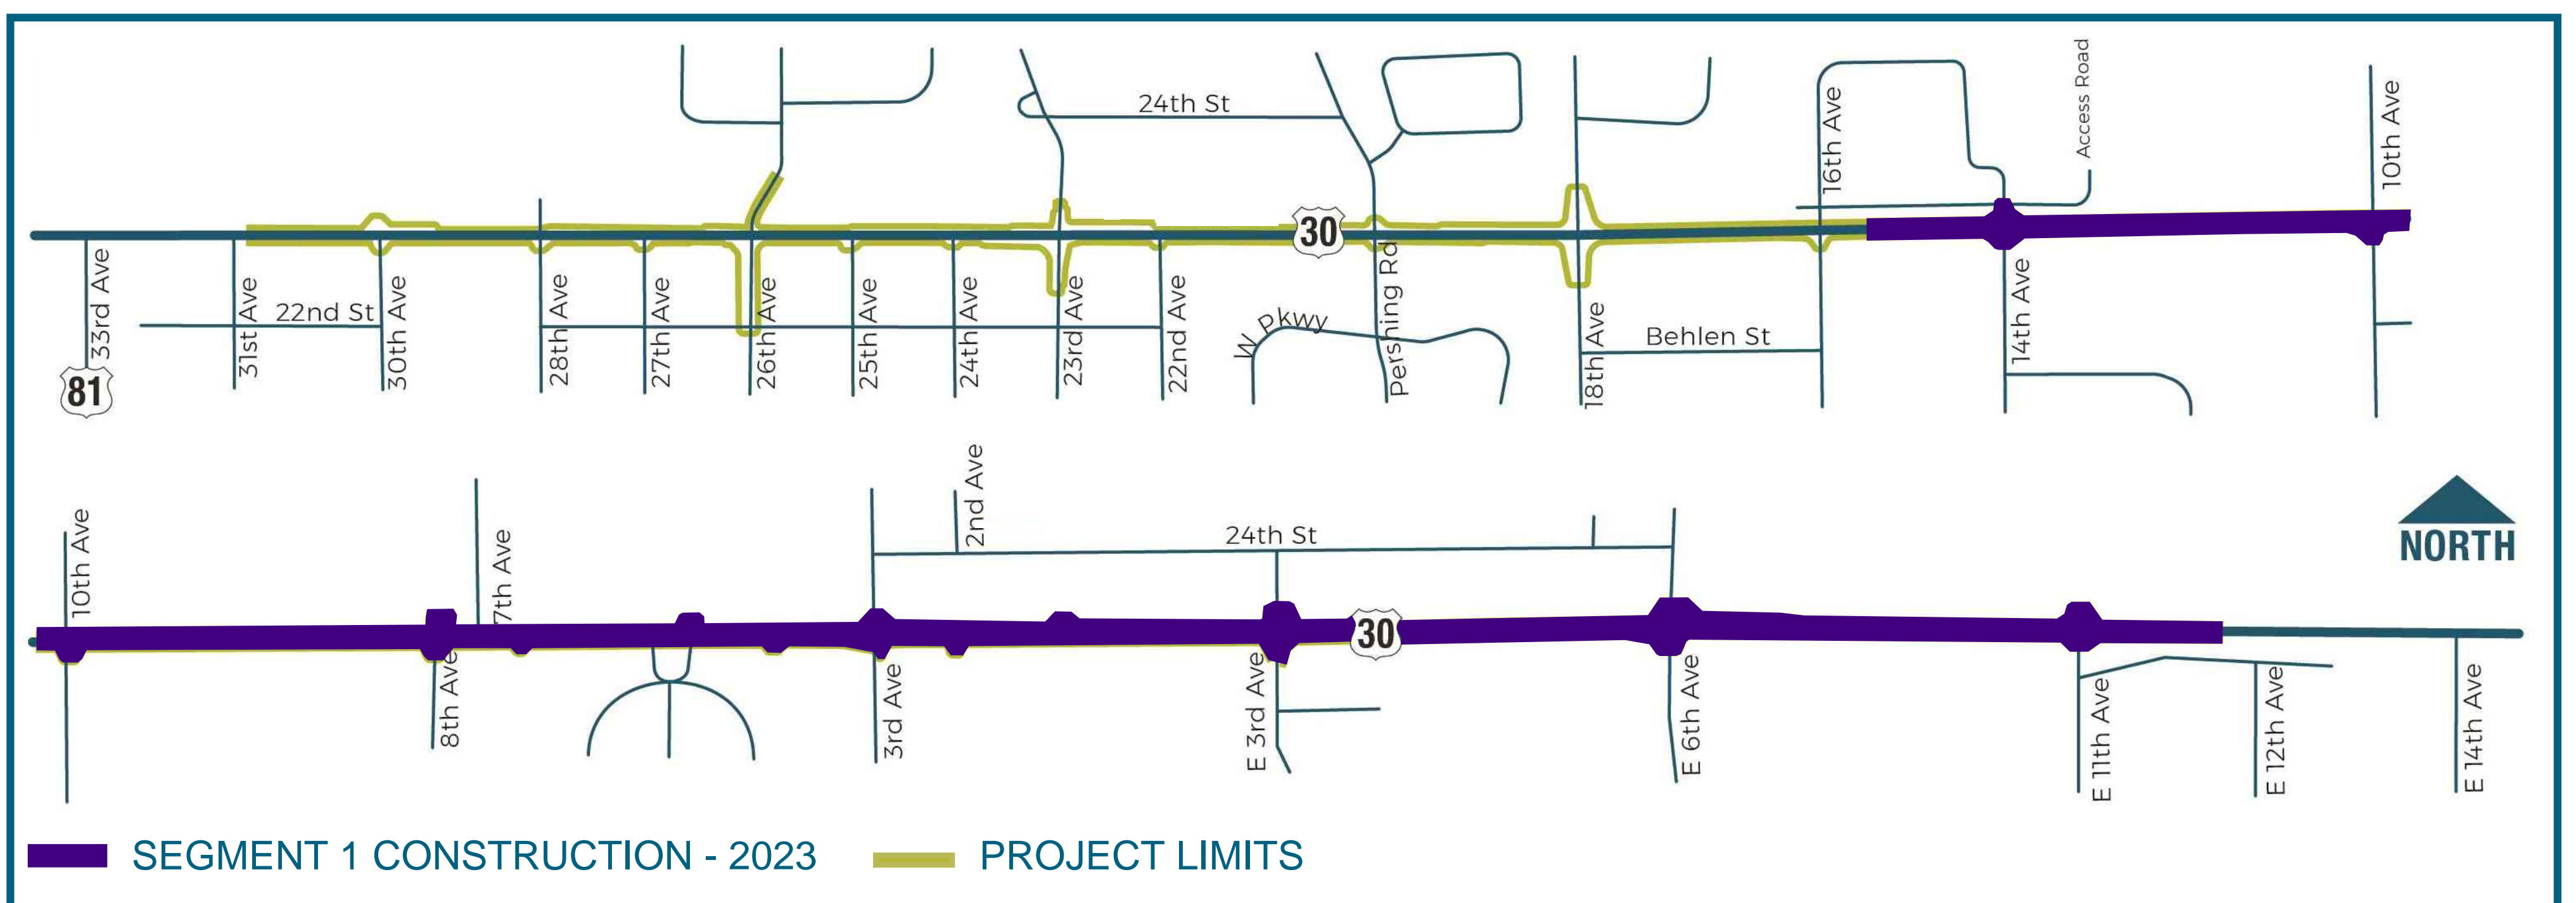 24th St
16th Ave
Access Road
10th Ave
30
33rd Ave
81
31st Ave
22nd St
30th Ave
28th Ave
27th Ave
26th Ave
25th Ave
24th Ave
23rd Ave
22nd Ave
W Pkwy
Pershing Rd
18th Ave
Behlen St
14th Ave
10th Ave
7th Ave
2nd Ave
24th St
NORTH
30
8th Ave
3rd Ave
E 3rd Ave
E 6th Ave
E 11th Ave
E 12th Ave
E 14th Ave
SEGMENT 1 CONSTRUCTION - 2023
PROJECT LIMITS